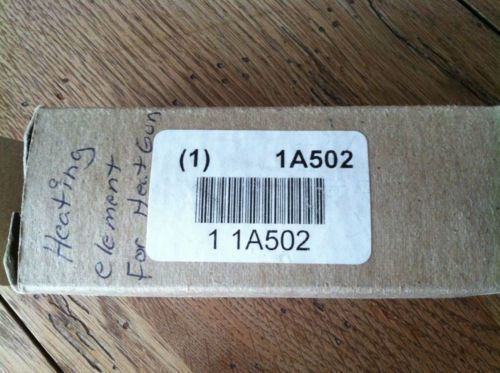 Heating
element
For Heat Gun
(1) 1A502
1 1A502